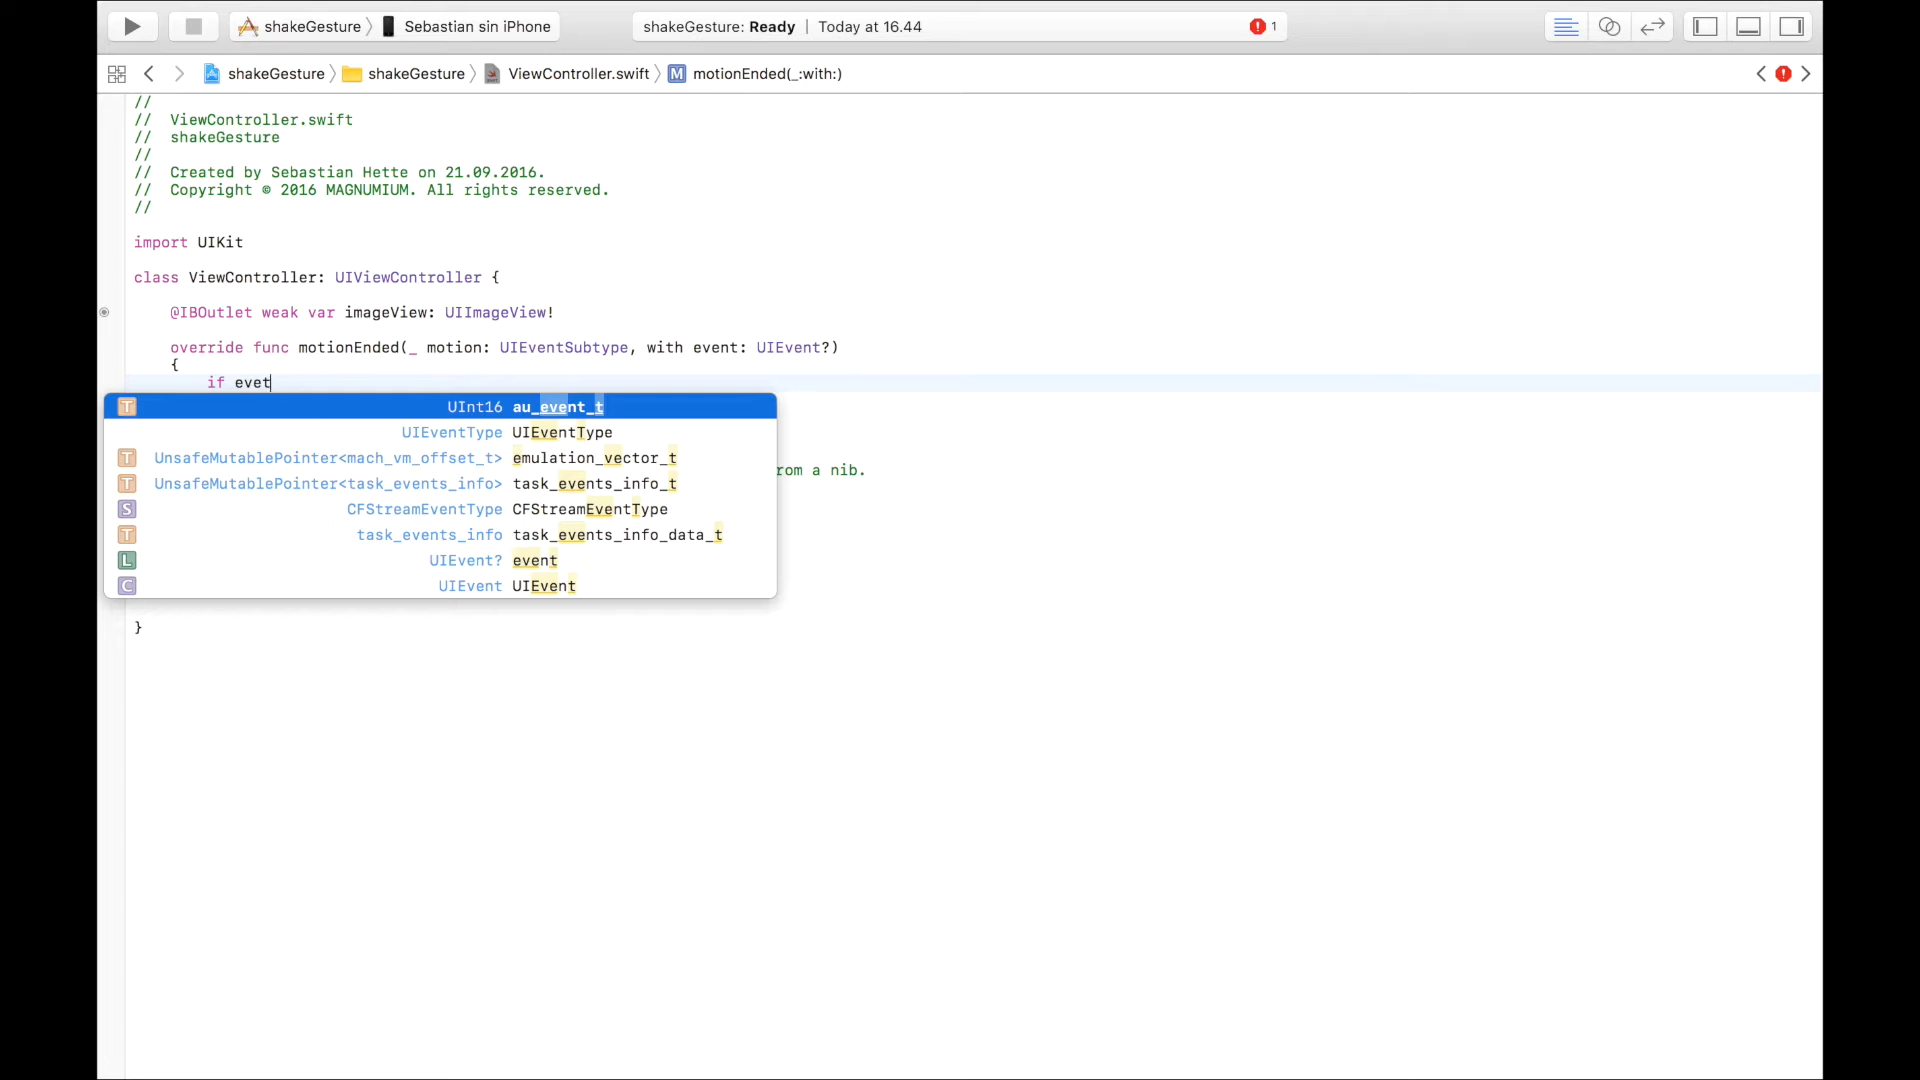 shakeGesture 〉 Sebastian sin iPhone
shakeGesture: Ready | Today at 16.44
1
shakeGesture 〉 shakeGesture 〉 ViewController.swift 〉 M motionEnded(_:with:)
//
// ViewController.swift
// shakeGesture
//
// Created by Sebastian Hette on 21.09.2016.
// Copyright © 2016 MAGNUMIUM. All rights reserved.
//
import UIKit
class ViewController: UIViewController {
@IBOutlet weak var imageView: UIImageView!
override func motionEnded(_ motion: UIEventSubtype, with event: UIEvent?)
{
if evet
T UInt16 au_event_t
UIEventType UIEventType
T UnsafeMutablePointer<mach_vm_offset_t> emulation_vector_t
rom a nib.
T UnsafeMutablePointer<task_events_info> task_events_info_t
S CFStreamEventType CFStreamEventType
T task_events_info task_events_info_data_t
L UIEvent? event
C UIEvent UIEvent
}